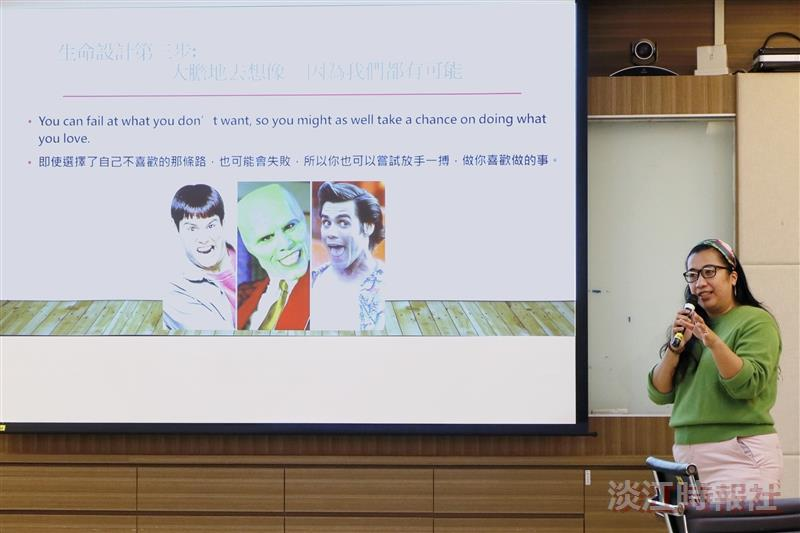 生命設計第三步:
大膽地去想像 因為我們都有可能
• You can fail at what you don't want, so you might as well take a chance on doing what
you love.
• 即使選擇了自己不喜歡的那條路，也可能會失敗，所以你也可以嘗試放手一搏，做你喜歡做的事。
淡江時報社